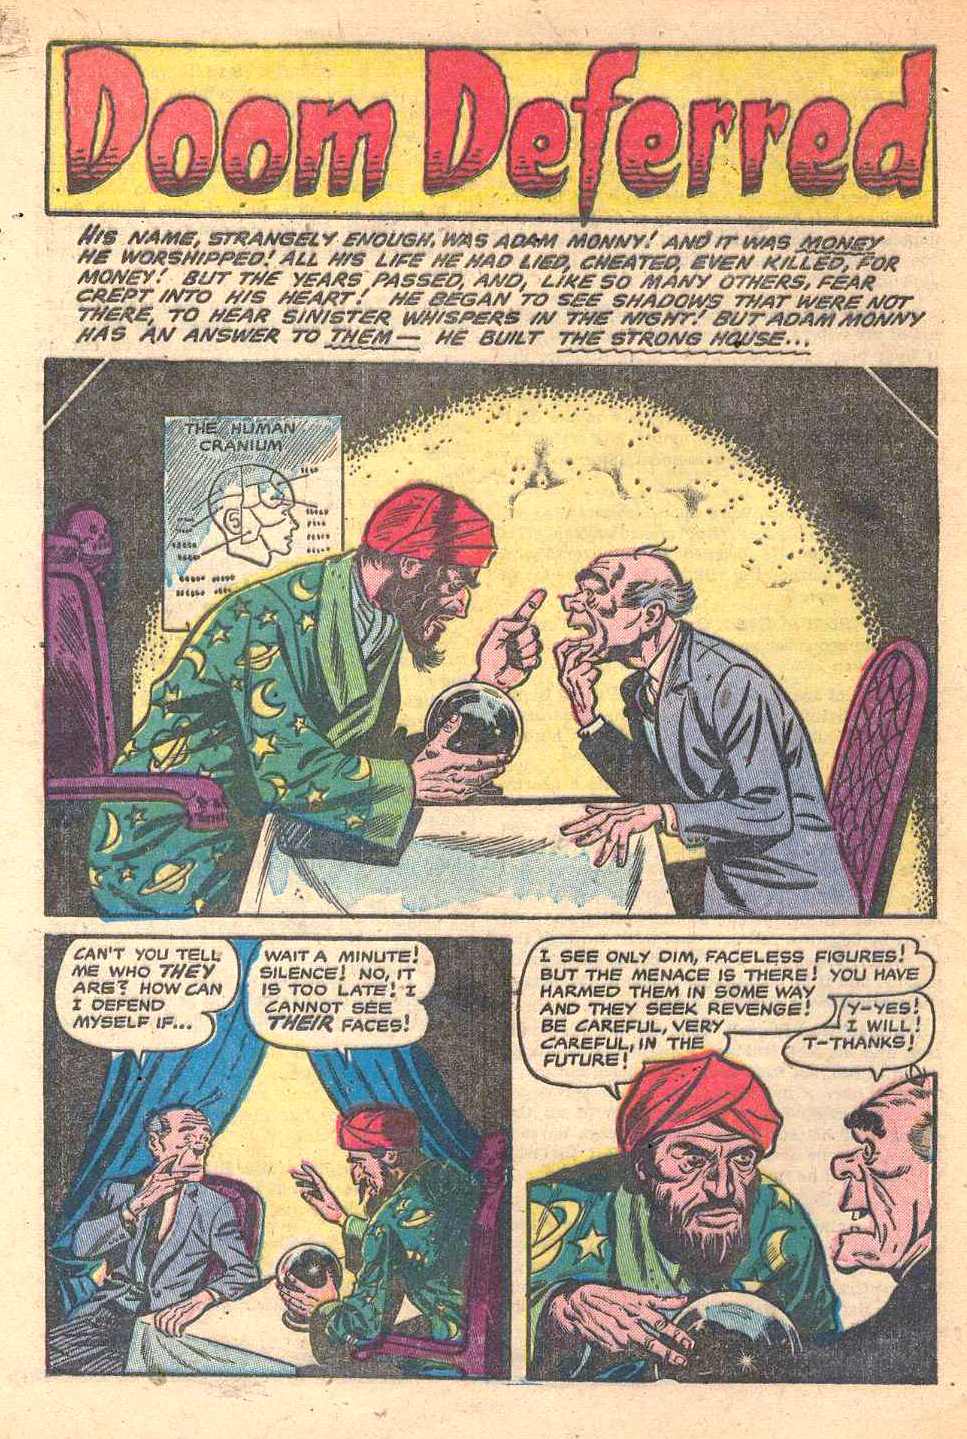 Doom Deferred
HIS NAME, STRANGELY ENOUGH, WAS ADAM MONNY! AND IT WAS MONEY
HE WORSHIPPED! ALL HIS LIFE HE HAD LIED, CHEATED, EVEN KILLED, FOR
MONEY! BUT THE YEARS PASSED, AND, LIKE SO MANY OTHERS, FEAR
CREPT INTO HIS HEART! HE BEGAN TO SEE SHADOWS THAT WERE NOT
THERE, TO HEAR SINISTER WHISPERS IN THE NIGHT! BUT ADAM MONNY
HAS AN ANSWER TO THEM — HE BUILT THE STRONG HOUSE...
THE HUMAN
CRANIUM
CAN'T YOU TELL
ME WHO THEY
ARE? HOW CAN
I DEFEND
MYSELF IF...
WAIT A MINUTE!
SILENCE! NO, IT
IS TOO LATE! I
CANNOT SEE
THEIR FACES!
I SEE ONLY DIM, FACELESS FIGURES!
BUT THE MENACE IS THERE! YOU HAVE
HARMED THEM IN SOME WAY
AND THEY SEEK REVENGE!
BE CAREFUL, VERY
CAREFUL, IN THE
FUTURE!
Y-YES!
I WILL!
T-THANKS!